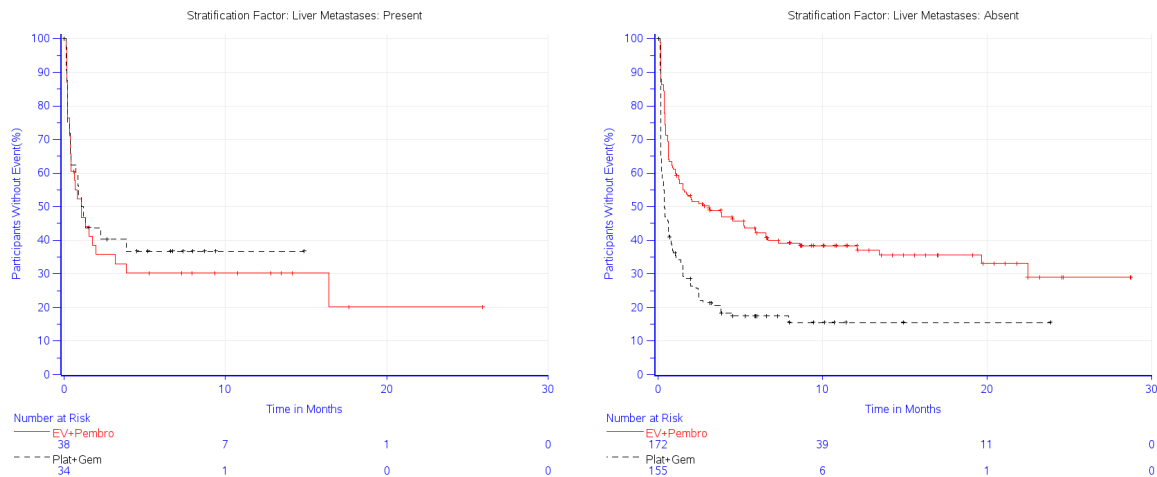 Stratification Factor: Liver Metastases: Present
Participants Without Event(%)
100
90
80
70
60
50
40
30
20
10
0
0 10 20 30
Time in Months
Number at Risk
EV+Pembro
38 7 1 0
Plat+Gem
34 1 0 0
Stratification Factor: Liver Metastases: Absent
Participants Without Event(%)
100
90
80
70
60
50
40
30
20
10
0
0 10 20 30
Time in Months
Number at Risk
EV+Pembro
172 39 11 0
Plat+Gem
155 6 1 0